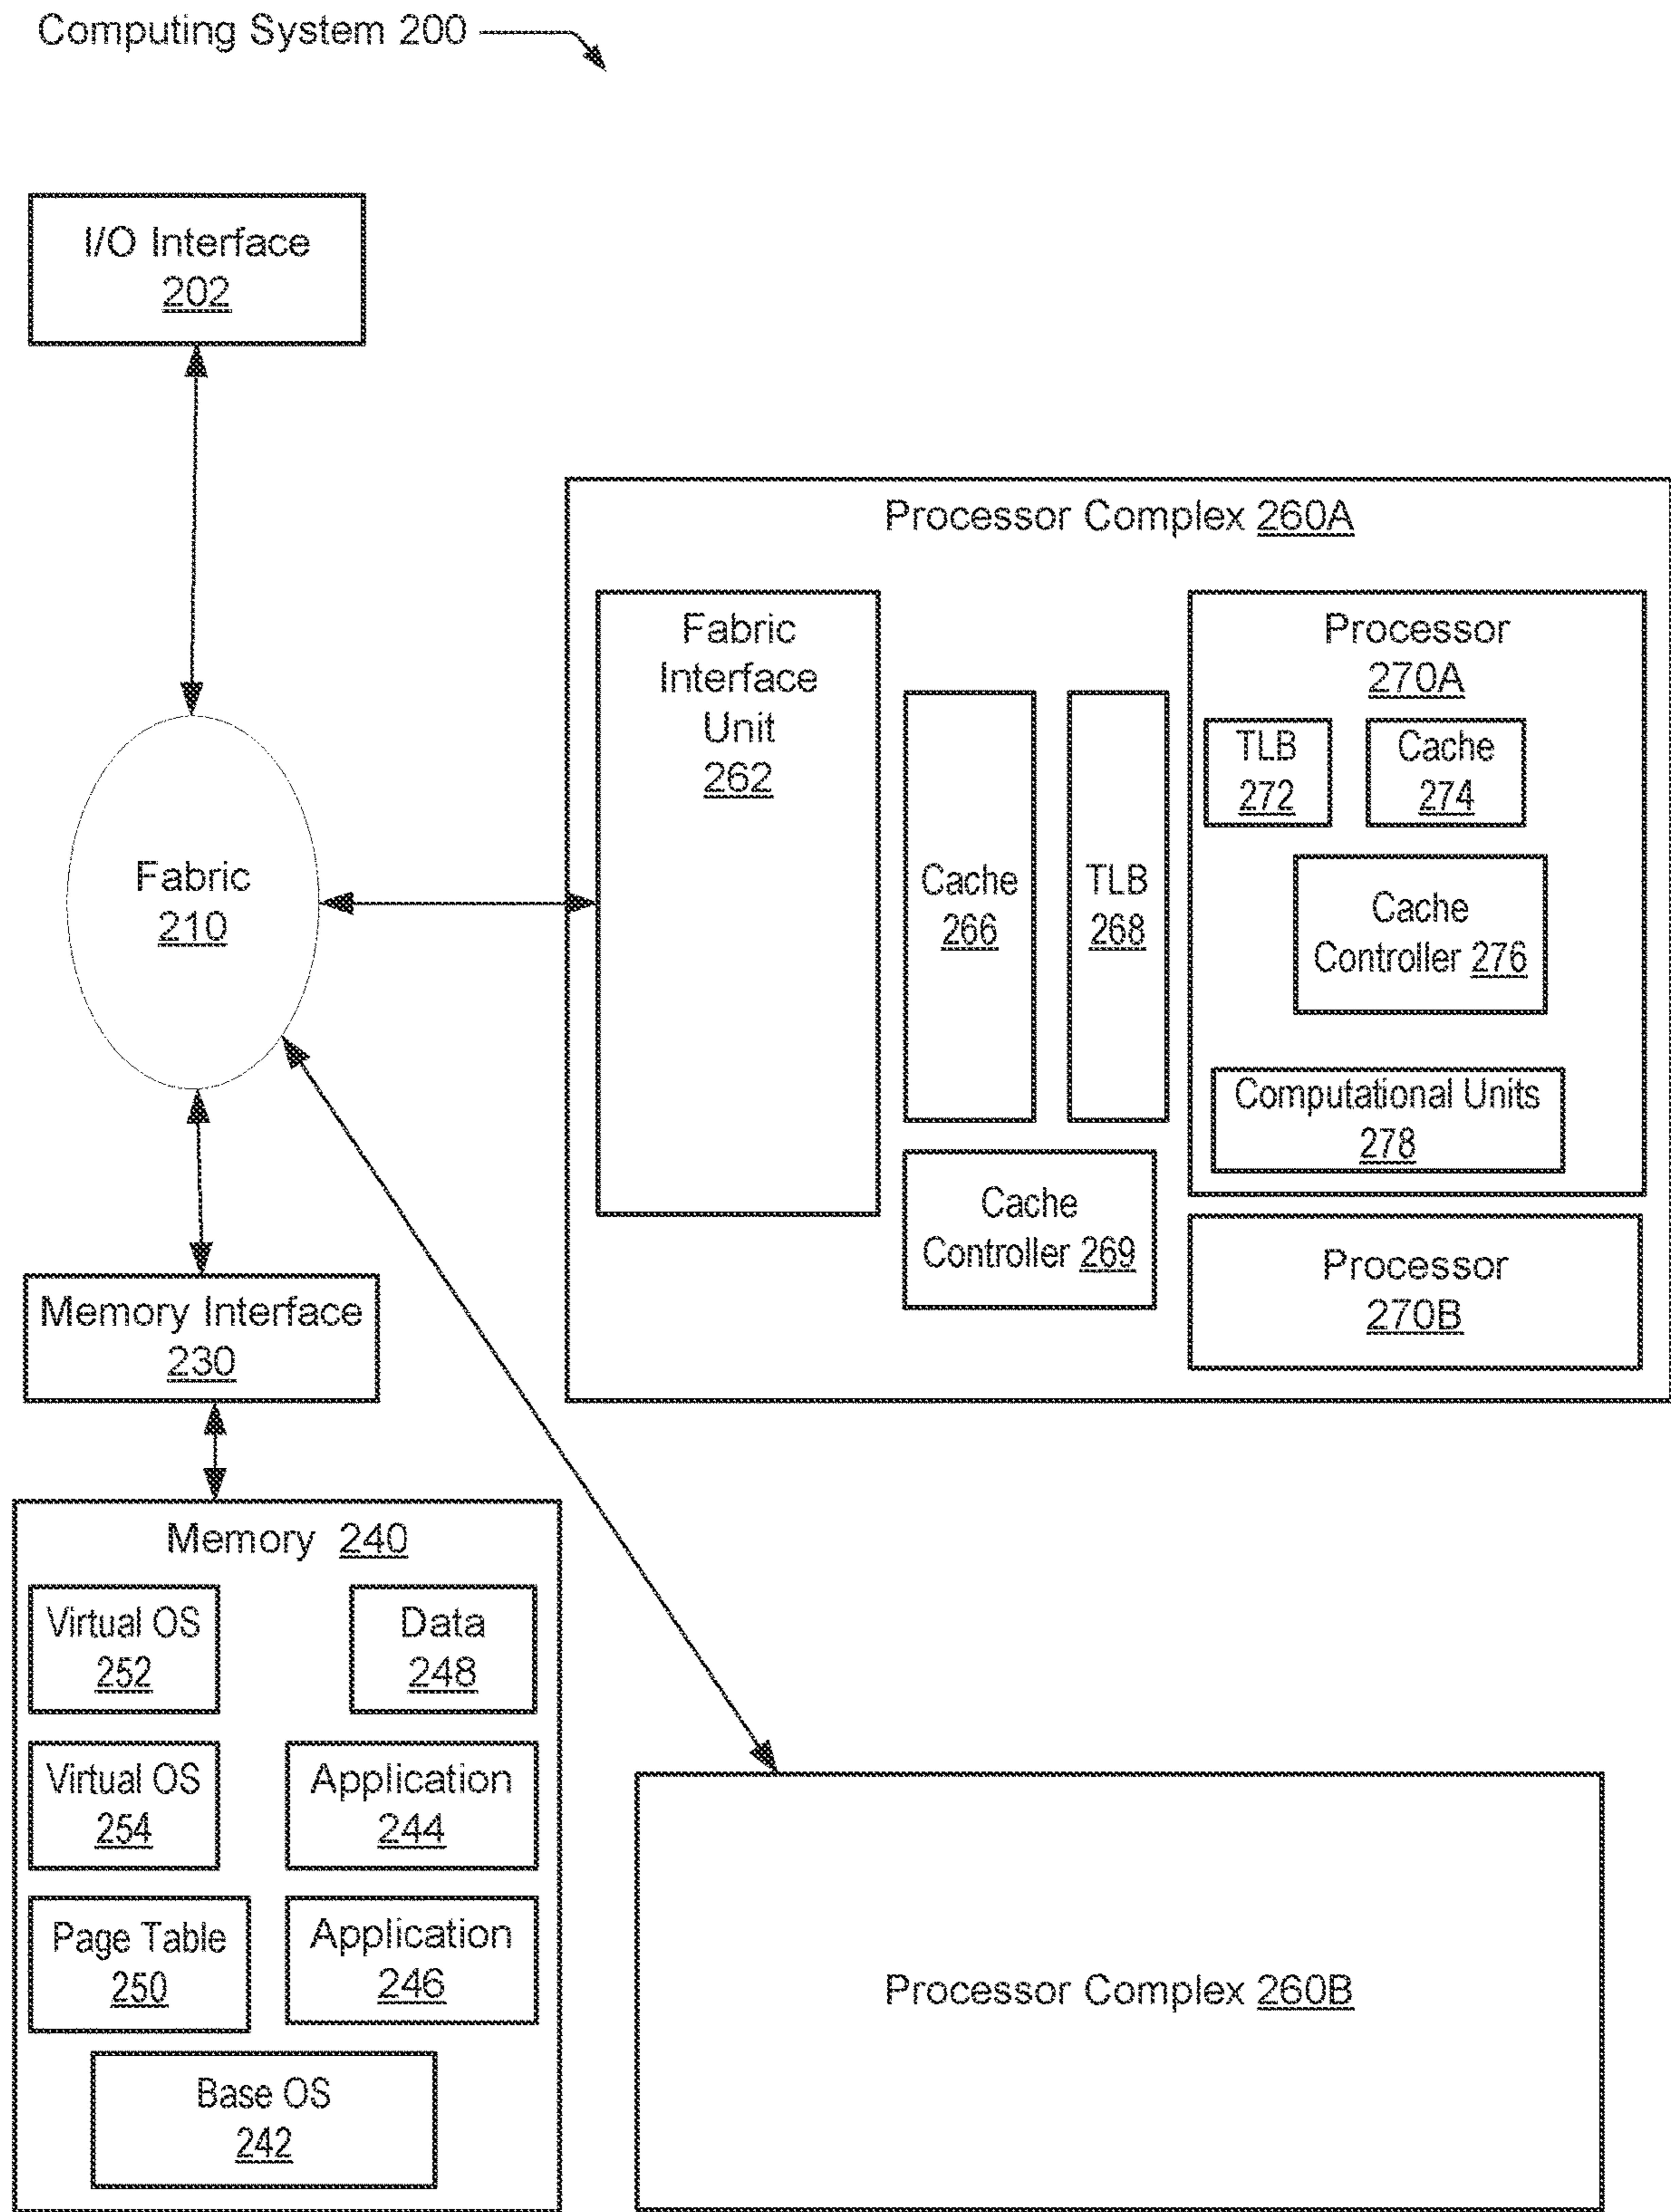 Computing System 200
I/O Interface
202
Processor Complex 260A
Fabric
Interface
Unit
262
Processor
270A
TLB
272
Cache
274
Cache
266
TLB
268
Cache
Controller 276
Fabric
210
Computational Units
278
Cache
Controller 269
Processor
270B
Memory Interface
230
Memory 240
Virtual OS
252
Data
248
Virtual OS
254
Application
244
Page Table
250
Application
246
Base OS
242
Processor Complex 260B